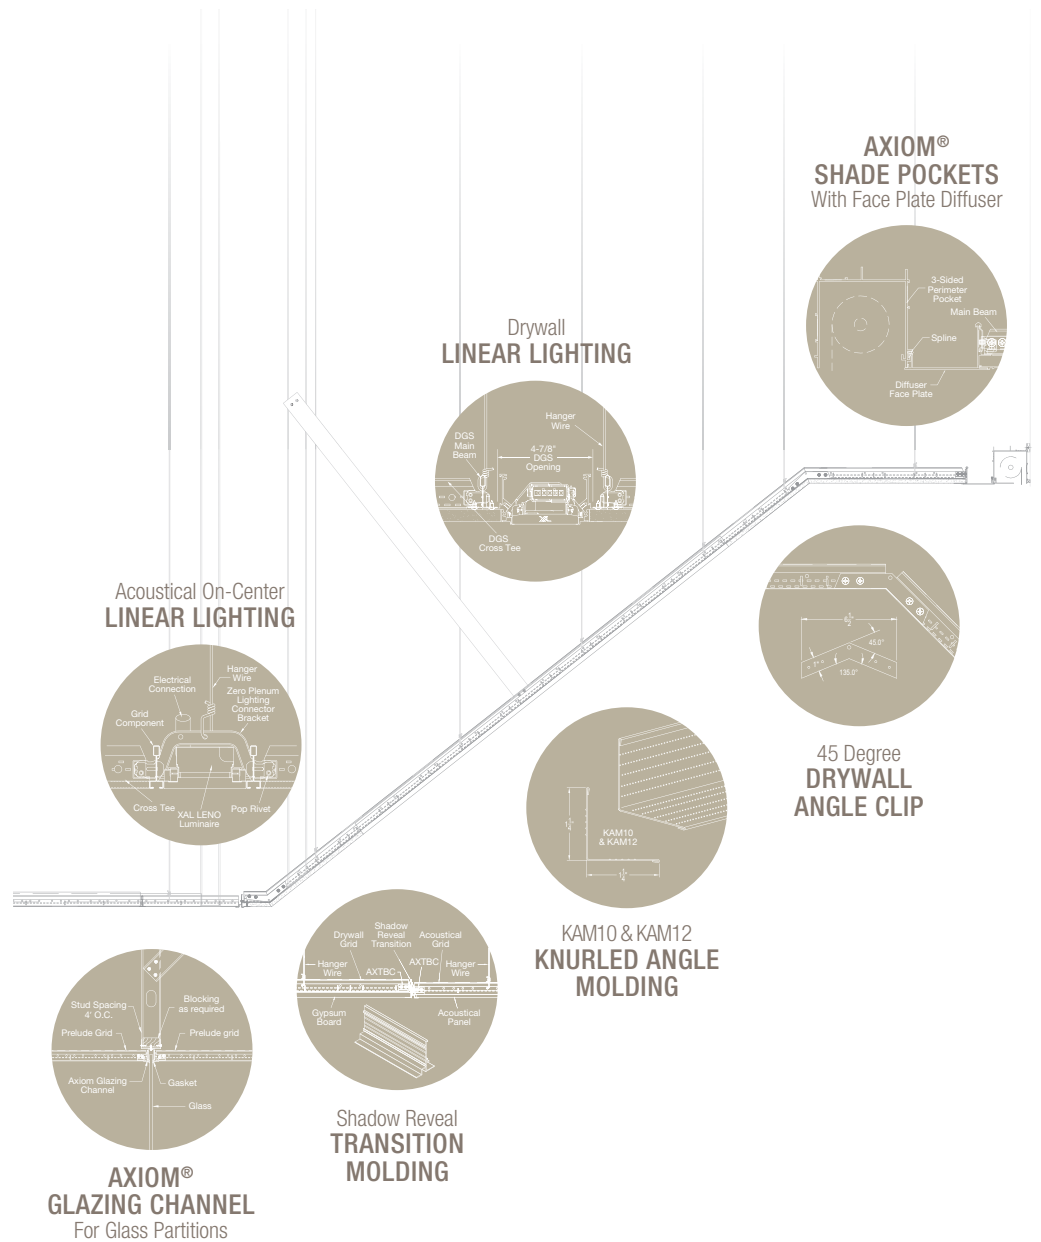 AXIOM®
SHADE POCKETS
With Face Plate Diffuser
3-Sided
Perimeter
Pocket
Main Beam
Spline
Diffuser
Face Plate
Drywall
LINEAR LIGHTING
Hanger
Wire
DGS
Main
Beam
4-7/8"
DGS
Opening
XAL
DGS
Cross Tee
Acoustical On-Center
LINEAR LIGHTING
Electrical
Connection
Hanger
Wire
Zero Plenum
Lighting
Connector
Bracket
Grid
Component
Cross Tee
XAL LENO
Luminaire
Pop Rivet
6 1/2"
45.0°
1"
135.0°
45 Degree
DRYWALL
ANGLE CLIP
KAM10
& KAM12
KAM10 & KAM12
KNURLED ANGLE
MOLDING
Shadow
Reveal
Transition
Drywall
Grid
Acoustical
Grid
Hanger
Wire
AXTBC
AXTBC
Hanger
Wire
Gypsum
Board
Acoustical
Panel
Shadow Reveal
TRANSITION
MOLDING
Stud Spacing
4' O.C.
Blocking
as required
Prelude Grid
Prelude grid
Axiom Glazing
Channel
Gasket
Glass
AXIOM®
GLAZING CHANNEL
For Glass Partitions